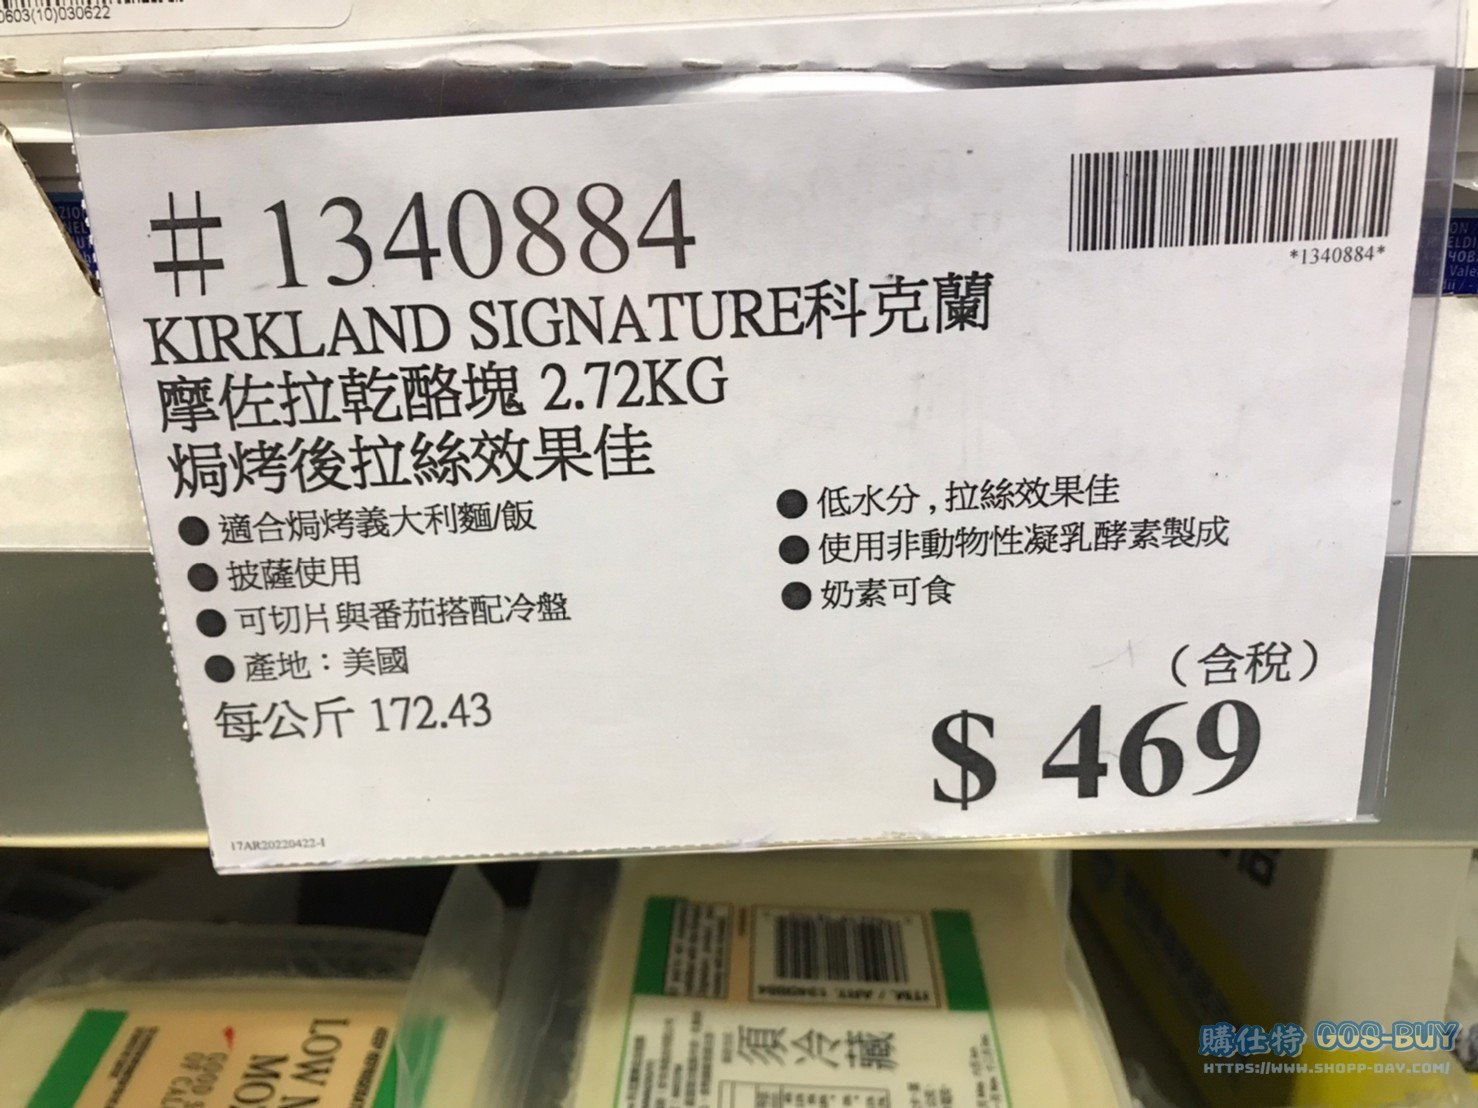 0603(10)030622
#1340884
*1340884*
KIRKLAND SIGNATURE科克蘭
摩佐拉乾酪塊 2.72KG
焗烤後拉絲效果佳
●適合焗烤義大利麵/飯
●披薩使用
●可切片與番茄搭配冷盤
●產地：美國
每公斤 172.43
●低水分,拉絲效果佳
●使用非動物性凝乳酵素製成
●奶素可食
（含稅）
$ 469
17AR20220422-1
LOW M
MO
ITM. / ART. 1340884
須冷藏
購仕特 GOS-BUY
HTTPS://WWW.SHOPP-DAY.COM/